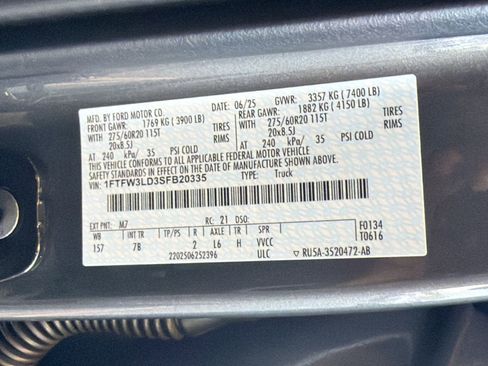 MFD. BY FORD MOTOR CO. DATE: 06/25 GVWR: 3357 KG ( 7400 LB)
FRONT GAWR: 1769 KG ( 3900 LB) REAR GAWR: 1882 KG ( 4150 LB)
WITH 275/60R20 115T TIRES WITH 275/60R20 115T TIRES
20x8.5J RIMS 20x8.5J RIMS
AT 240 kPa/ 35 PSI COLD AT 240 kPa/ 35 PSI COLD
THIS VEHICLE CONFORMS TO ALL APPLICABLE FEDERAL MOTOR VEHICLE
SAFETY AND THEFT PREVENTION STANDARDS IN EFFECT ON THE
DATE OF MANUFACTURE SHOWN ABOVE.
VIN: 1FTFW3LD3SFB20335 TYPE: Truck
EXT PNT: M7 RC: 21 DSO: F0134
WB INT TR TP/PS R AXLE TR SPR T0616
157 7B 2 L6 H VVCC
2202506252396 ULC ▽ RU5A-3520472-AB